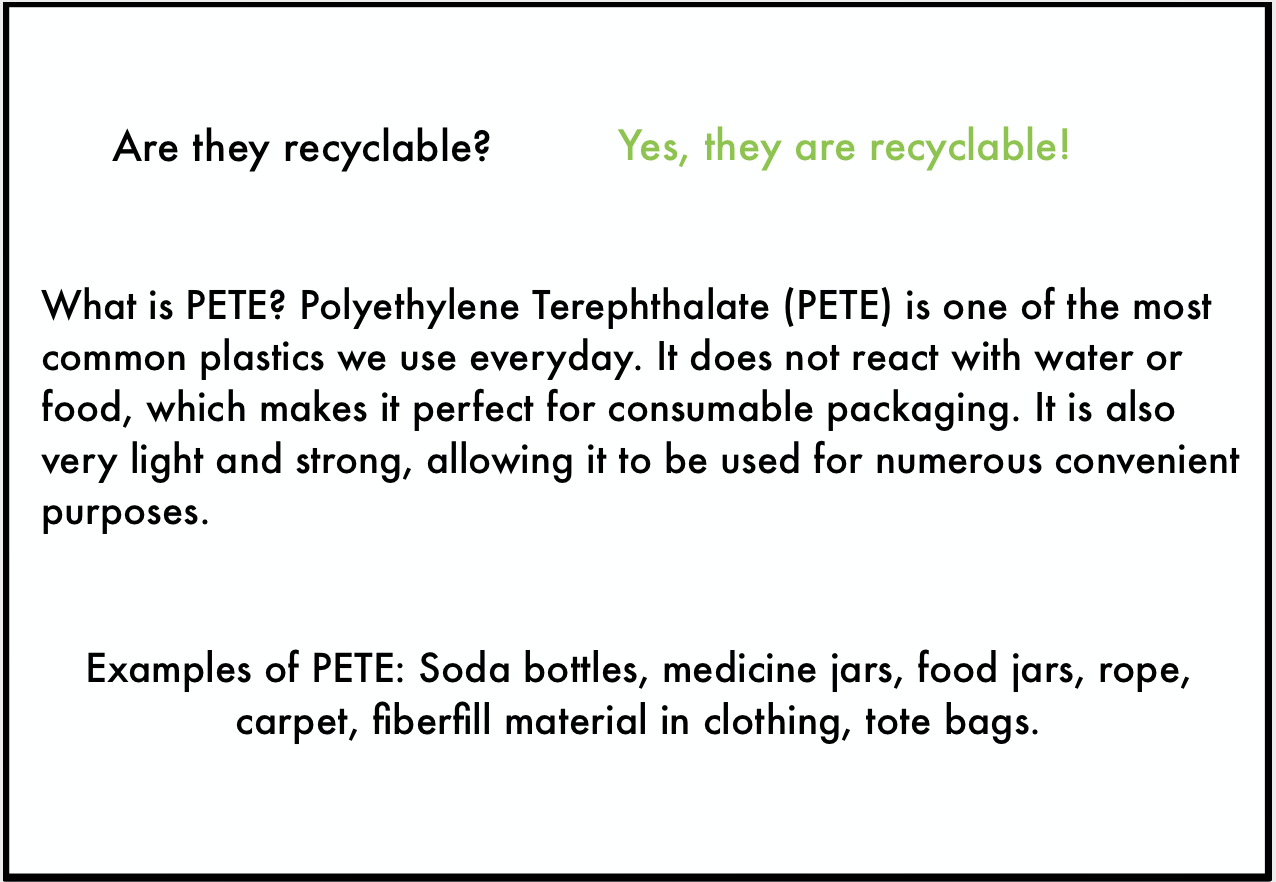 Are they recyclable? Yes, they are recyclable!
What is PETE? Polyethylene Terephthalate (PETE) is one of the most
common plastics we use everyday. It does not react with water or
food, which makes it perfect for consumable packaging. It is also
very light and strong, allowing it to be used for numerous convenient
purposes.
Examples of PETE: Soda bottles, medicine jars, food jars, rope,
carpet, fiberfill material in clothing, tote bags.